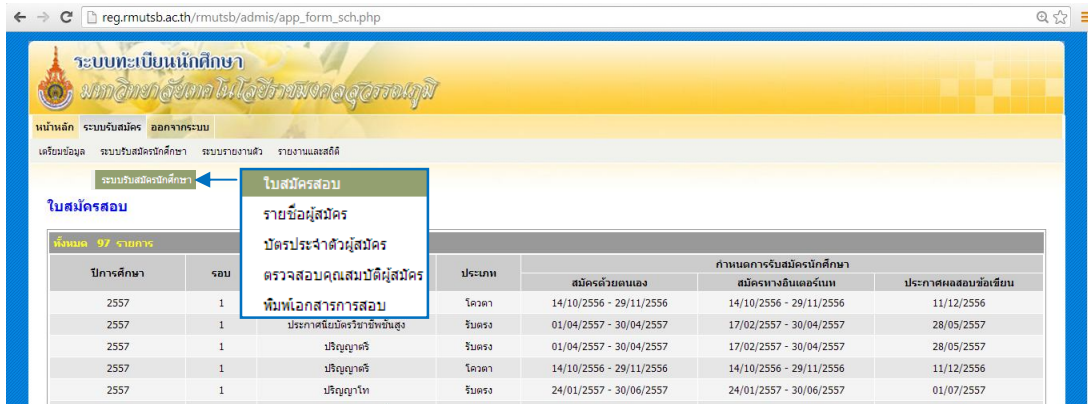 reg.rmutsb.ac.th/rmutsb/admis/app_form_sch.php
ระบบทะเบียนนักศึกษา
มหาวิทยาลัยเทคโนโลยีราชมงคลสุวรรณภูมิ
หน้าหลัก ระบบรับสมัคร ออกจากระบบ
เตรียมข้อมูล ระบบรับสมัครนักศึกษา ระบบรายงานตัว รายงานและสถิติ
ระบบรับสมัครนักศึกษา
ใบสมัครสอบ
รายชื่อผู้สมัคร
บัตรประจำตัวผู้สมัคร
ตรวจสอบคุณสมบัติผู้สมัคร
พิมพ์เอกสารการสอบ
ใบสมัครสอบ
ทั้งหมด 97 รายการ
ปีการศึกษา รอบ ประเภท กำหนดการรับสมัครนักศึกษา
สมัครด้วยตนเอง สมัครทางอินเตอร์เนท ประกาศผลสอบข้อเขียน
2557 1 โควตา 14/10/2556 - 29/11/2556 14/10/2556 - 29/11/2556 11/12/2556
2557 1 ประกาศนียบัตรวิชาชีพชั้นสูง รับตรง 01/04/2557 - 30/04/2557 17/02/2557 - 30/04/2557 28/05/2557
2557 1 ปริญญาตรี รับตรง 01/04/2557 - 30/04/2557 17/02/2557 - 30/04/2557 28/05/2557
2557 1 ปริญญาตรี โควตา 14/10/2556 - 29/11/2556 14/10/2556 - 29/11/2556 11/12/2556
2557 1 ปริญญาโท รับตรง 24/01/2557 - 30/06/2557 24/01/2557 - 30/06/2557 01/07/2557